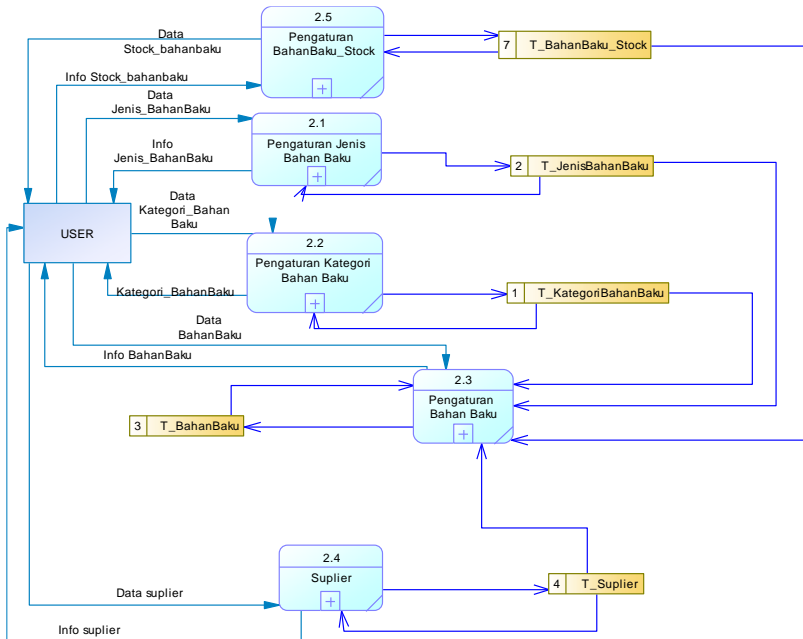 2.5
Pengaturan
BahanBaku_Stock
Data
Stock_bahanbaku
7 T_BahanBaku_Stock
Info Stock_bahanbaku
Data
Jenis_BahanBaku
2.1
Pengaturan Jenis
Bahan Baku
Info
Jenis_BahanBaku
2 T_JenisBahanBaku
Data
Kategori_Bahan
Baku
USER
2.2
Pengaturan Kategori
Bahan Baku
Kategori_BahanBaku
1 T_KategoriBahanBaku
Data
BahanBaku
Info BahanBaku
2.3
Pengaturan
Bahan Baku
3 T_BahanBaku
2.4
Suplier
4 T_Suplier
Data suplier
Info suplier